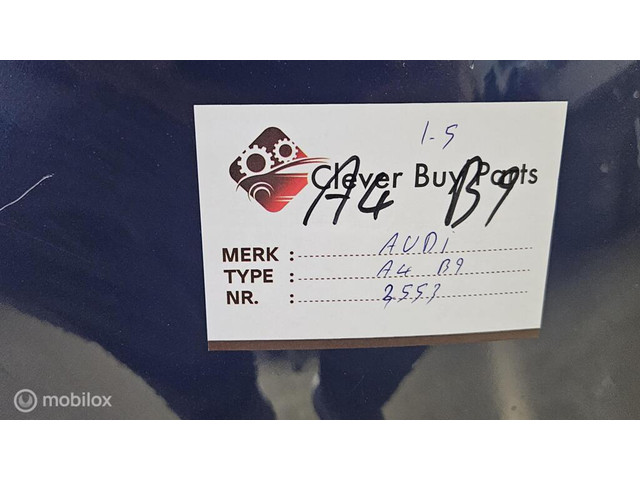 1-5
Clever Buy Parts
A4 B9
MERK : AUDi
TYPE : A4 B9
NR. : 2553
mobilox